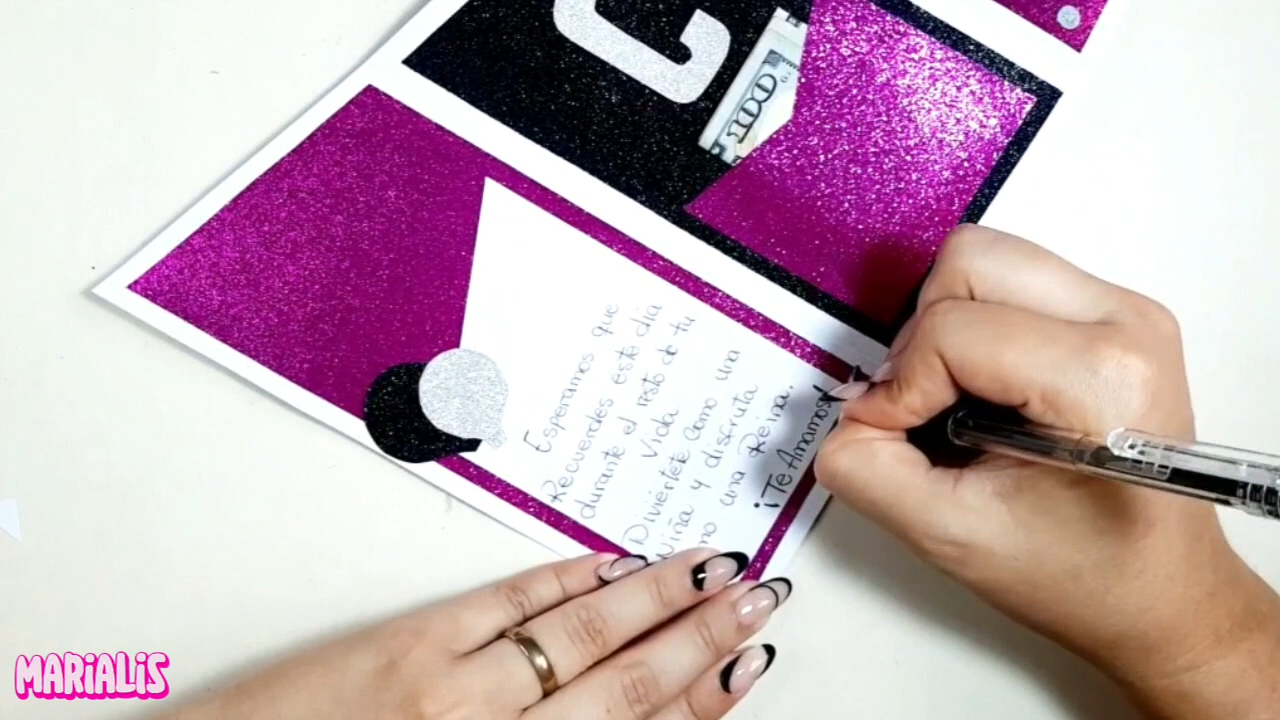 C
100
Esperamos que
Recuerdes este día
durante el resto de tu
Vida
Diviértete como una
Niña y disfruta
una Reina.
¡Te Amamos!
MARiALiS